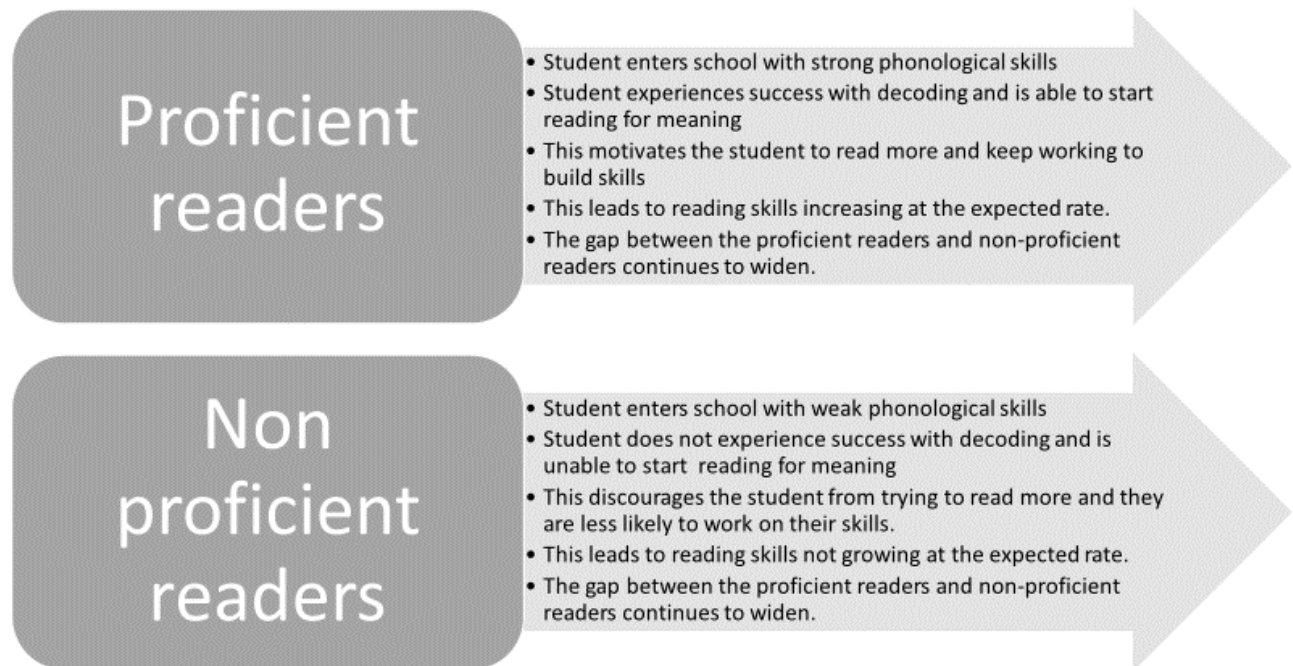 Proficient
readers
• Student enters school with strong phonological skills
• Student experiences success with decoding and is able to start
reading for meaning
• This motivates the student to read more and keep working to
build skills
• This leads to reading skills increasing at the expected rate.
• The gap between the proficient readers and non-proficient
readers continues to widen.
Non
proficient
readers
• Student enters school with weak phonological skills
• Student does not experience success with decoding and is
unable to start  reading for meaning
• This discourages the student from trying to read more and they
are less likely to work on their skills.
• This leads to reading skills not growing at the expected rate.
• The gap between the proficient readers and non-proficient
readers continues to widen.